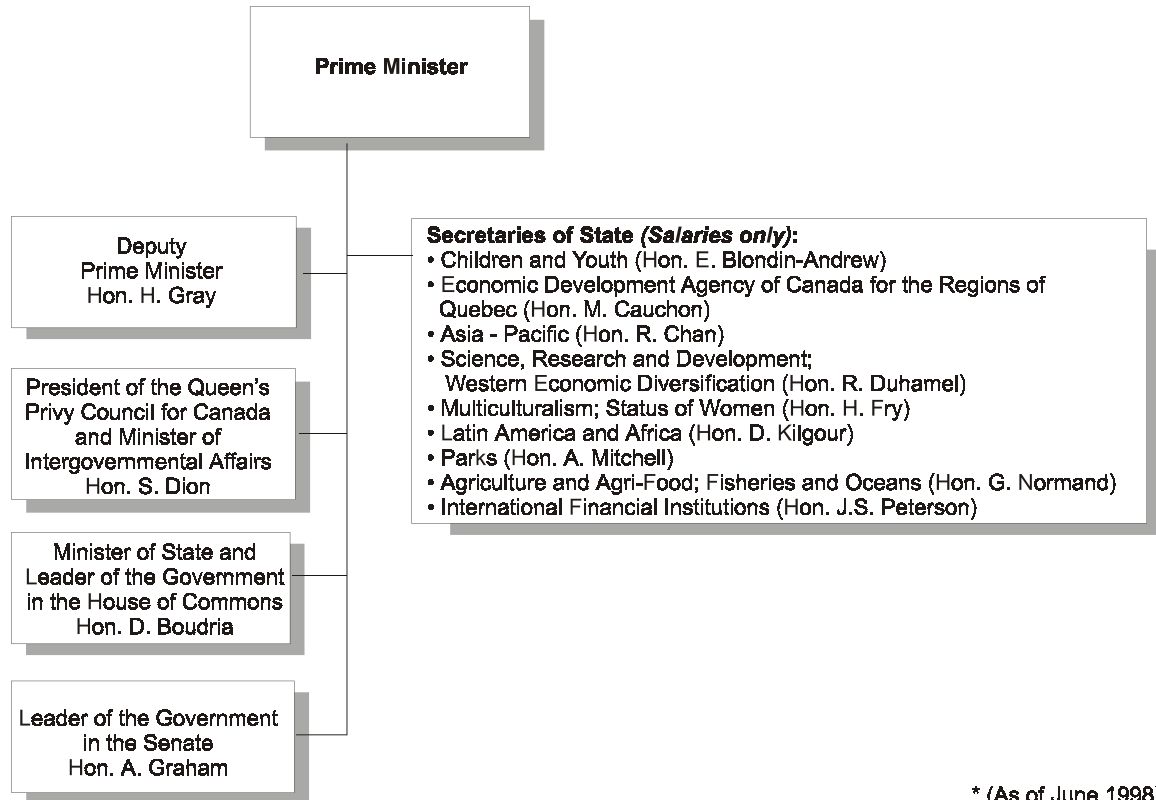 Prime Minister
Deputy
Prime Minister
Hon. H. Gray
President of the Queen's
Privy Council for Canada
and Minister of
Intergovernmental Affairs
Hon. S. Dion
Minister of State and
Leader of the Government
in the House of Commons
Hon. D. Boudria
Leader of the Government
in the Senate
Hon. A. Graham
Secretaries of State (Salaries only):
• Children and Youth (Hon. E. Blondin-Andrew)
• Economic Development Agency of Canada for the Regions of
Quebec (Hon. M. Cauchon)
• Asia - Pacific (Hon. R. Chan)
• Science, Research and Development;
Western Economic Diversification (Hon. R. Duhamel)
• Multiculturalism; Status of Women (Hon. H. Fry)
• Latin America and Africa (Hon. D. Kilgour)
• Parks (Hon. A. Mitchell)
• Agriculture and Agri-Food; Fisheries and Oceans (Hon. G. Normand)
• International Financial Institutions (Hon. J.S. Peterson)
* (As of June 1998)